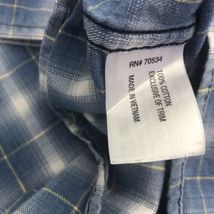 RN# 70534
100% COTTON
EXCLUSIVE OF TRIM
MADE IN VIETNAM